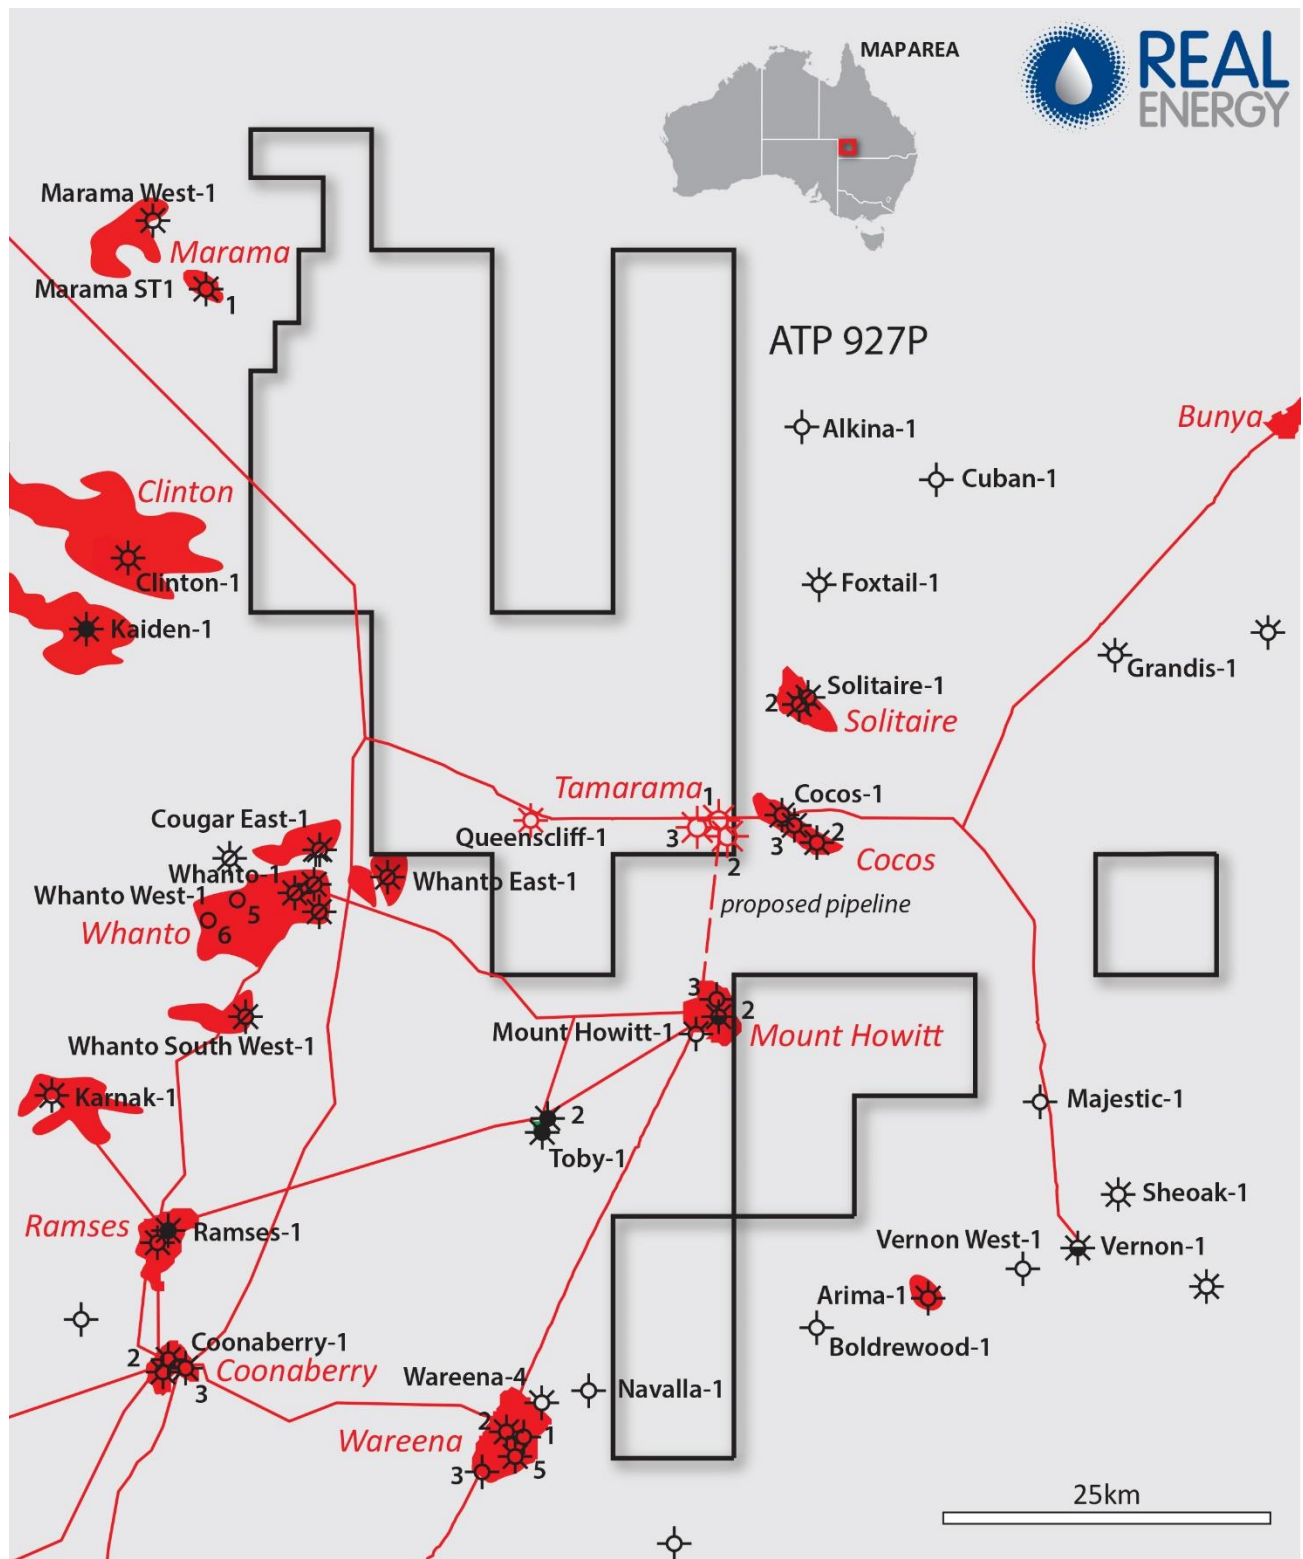 MAPAREA
REAL
ENERGY
Marama West-1
Marama
Marama ST1
1
ATP 927P
Alkina-1
Bunya
Cuban-1
Clinton
Clinton-1
Foxtail-1
Kaiden-1
Grandis-1
Solitaire-1
2
Solitaire
Tamarama
1
Cocos-1
Cougar East-1
Queenscliff-1
3
2
3
2
Cocos
Whanto-1
Whanto East-1
Whanto West-1
5
6
Whanto
proposed pipeline
3
2
Mount Howitt-1
Mount Howitt
Whanto South West-1
Karnak-1
Majestic-1
2
Toby-1
Sheoak-1
Ramses
Ramses-1
Vernon West-1
Vernon-1
Arima-1
Boldrewood-1
Coonaberry-1
2
Coonaberry
3
Wareena-4
Navalla-1
2
1
Wareena
3
5
25km